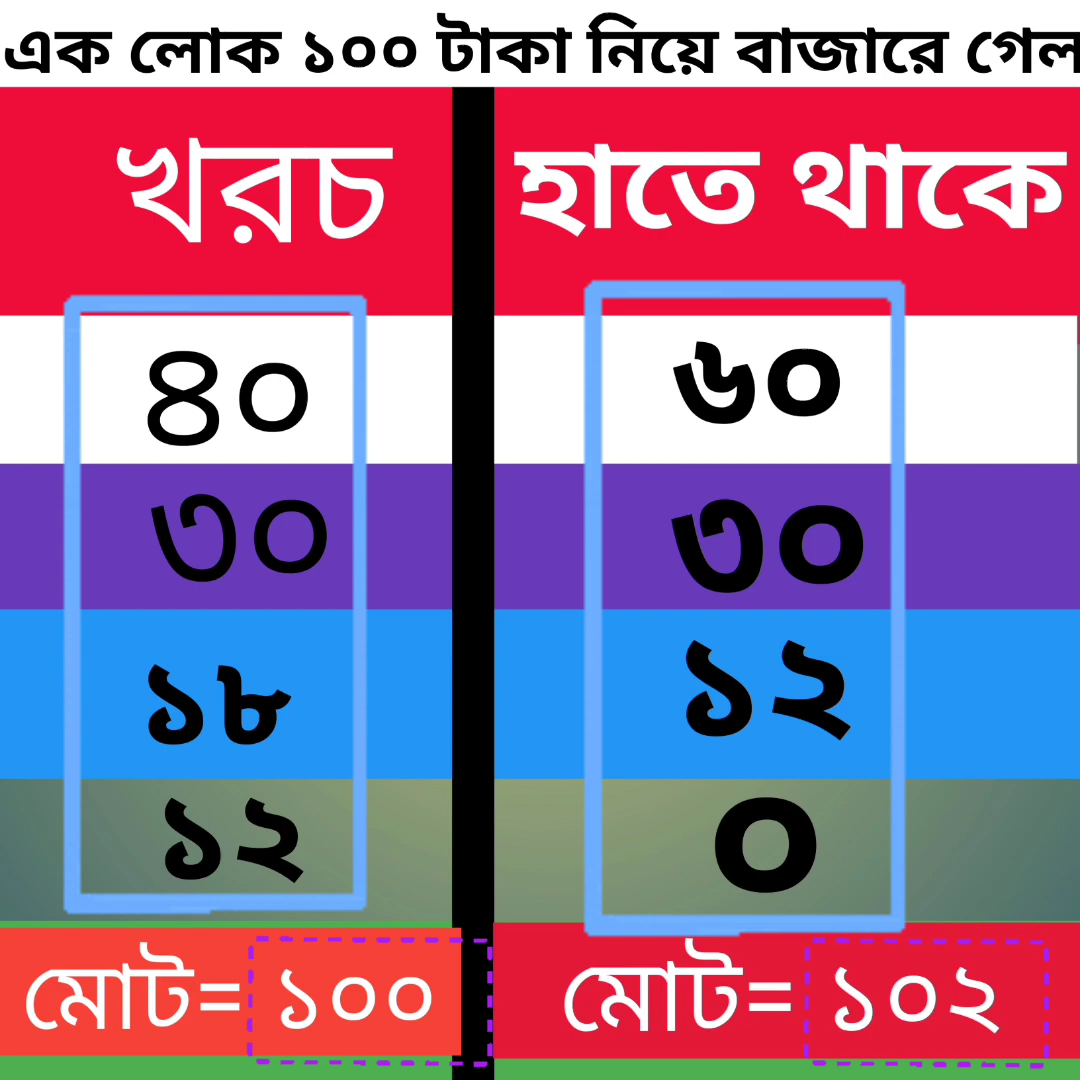 এক লোক ১০০ টাকা নিয়ে বাজারে গেল
খরচ হাতে থাকে
৪০ ৬০
৩০ ৩০
১৮ ১২
১২ ০
মোট= ১০০ মোট= ১০২